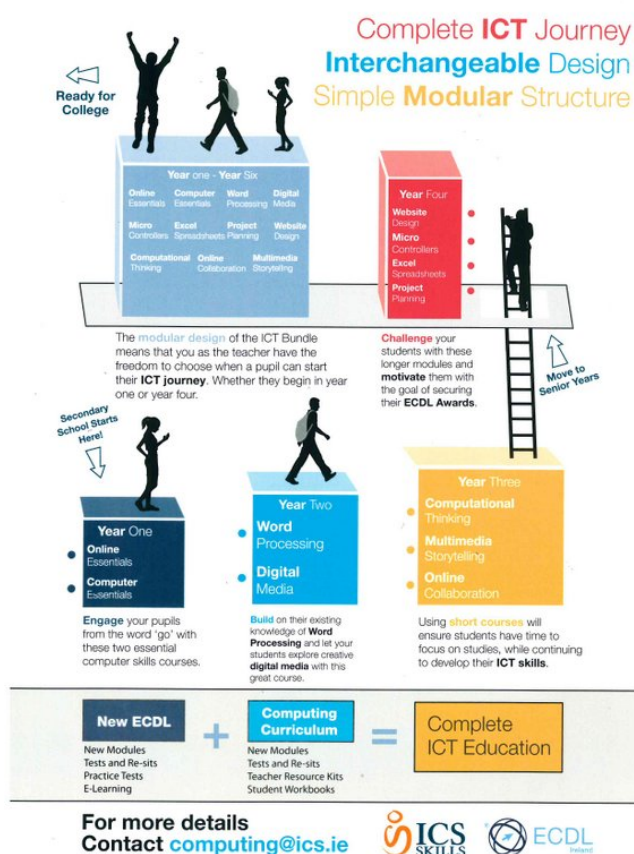 Complete ICT Journey
Interchangeable Design
Simple Modular Structure
Ready for
College
Year one - Year Six
Online
Essentials
Computer
Essentials
Word
Processing
Digital
Media
Micro
Controllers
Excel
Spreadsheets
Project
Planning
Website
Design
Computational
Thinking
Online
Collaboration
Multimedia
Storytelling
Year Four
Website
Design
Micro
Controllers
Excel
Spreadsheets
Project
Planning
The modular design of the ICT Bundle
means that you as the teacher have the
freedom to choose when a pupil can start
their ICT journey. Whether they begin in year
one or year four.
Challenge your
students with these
longer modules and
motivate them with
the goal of securing
their ECDL Awards.
Move to
Senior Years
Secondary
School Starts
Here!
Year One
Online
Essentials
Computer
Essentials
Engage your pupils
from the word 'go' with
these two essential
computer skills courses.
Year Two
Word
Processing
Digital
Media
Build on their existing
knowledge of Word
Processing and let your
students explore creative
digital media with this
great course.
Year Three
Computational
Thinking
Multimedia
Storytelling
Online
Collaboration
Using short courses will
ensure students have time to
focus on studies, while continuing
to develop their ICT skills.
New ECDL
New Modules
Tests and Re-sits
Practice Tests
E-Learning
+
Computing
Curriculum
New Modules
Tests and Re-sits
Teacher Resource Kits
Student Workbooks
=
Complete
ICT Education
For more details
Contact computing@ics.ie
ICS
SKILLS
ECDL
Ireland